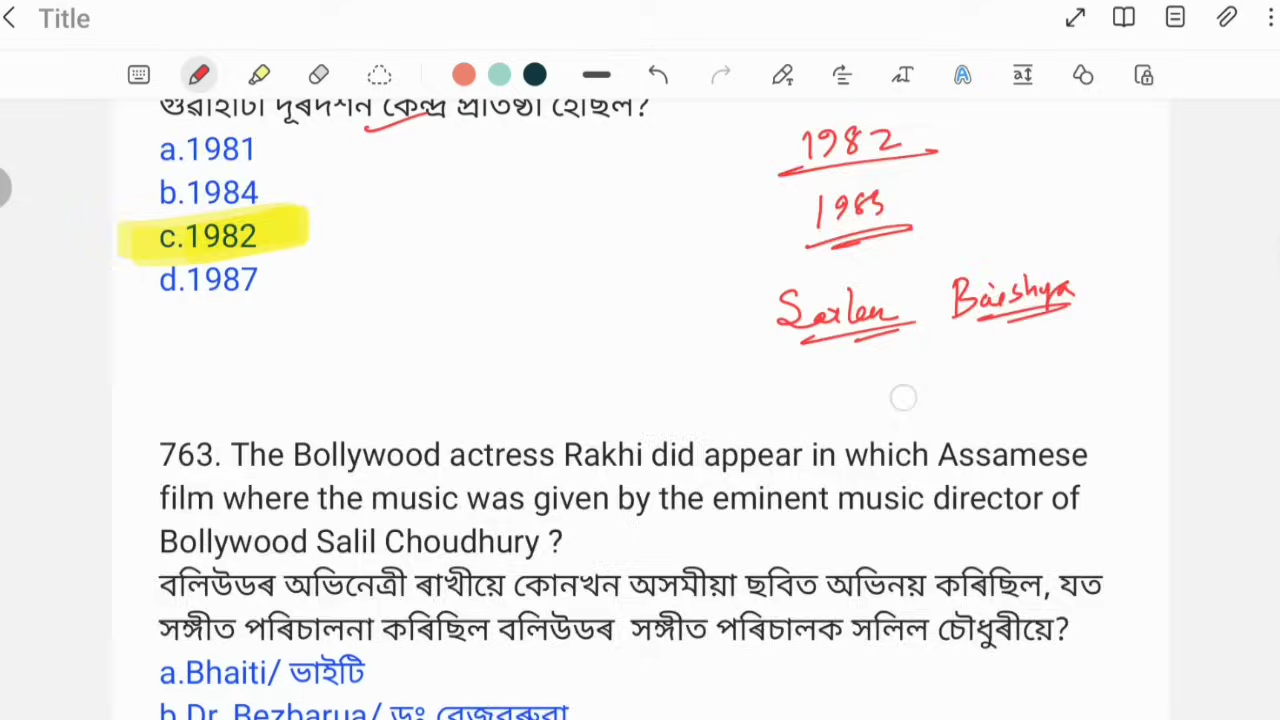 Title
গুৱাহাটী দূৰদৰ্শন কেন্দ্ৰ প্ৰতিষ্ঠা হৈছিল?
a.1981
b.1984
c.1982
d.1987
1982
1985
Baishya
763. The Bollywood actress Rakhi did appear in which Assamese
film where the music was given by the eminent music director of
Bollywood Salil Choudhury ?
বলিউডৰ অভিনেত্ৰী ৰাখীয়ে কোনখন অসমীয়া ছবিত অভিনয় কৰিছিল, যত
সঙ্গীত পৰিচালনা কৰিছিল বলিউডৰ সঙ্গীত পৰিচালক সলিল চৌধুৰীয়ে?
a.Bhaiti/ ভাইটি
b.Dr. Bezbarua/ ডঃ বেজবৰুৱা